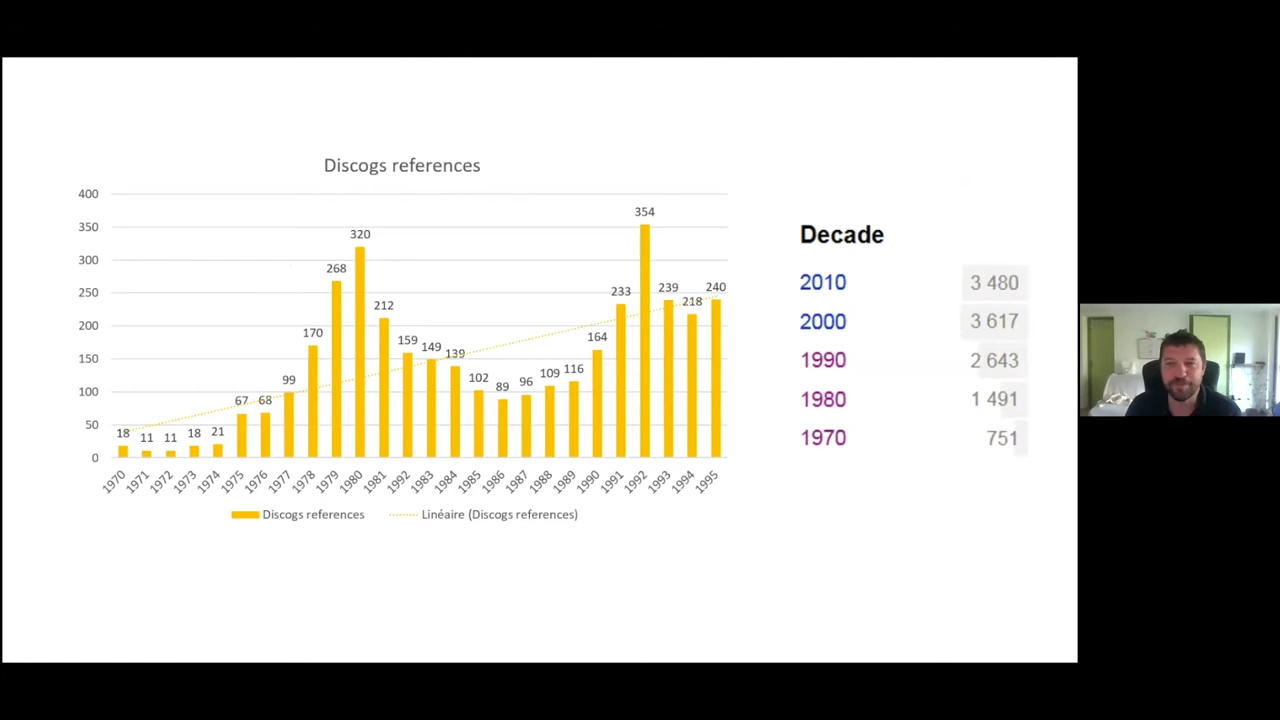 Discogs references
400
350
300
250
200
150
100
50
0
18 11 11 18 21 67 68 99 170 268 320 212 159 149 139 102 89 96 109 116 164 233 354 239 218 240
1970 1971 1972 1973 1974 1975 1976 1977 1978 1979 1980 1981 1992 1983 1984 1985 1986 1987 1988 1989 1990 1991 1992 1993 1994 1995
Discogs references Linéaire (Discogs references)
Decade
2010 3 480
2000 3 617
1990 2 643
1980 1 491
1970 751